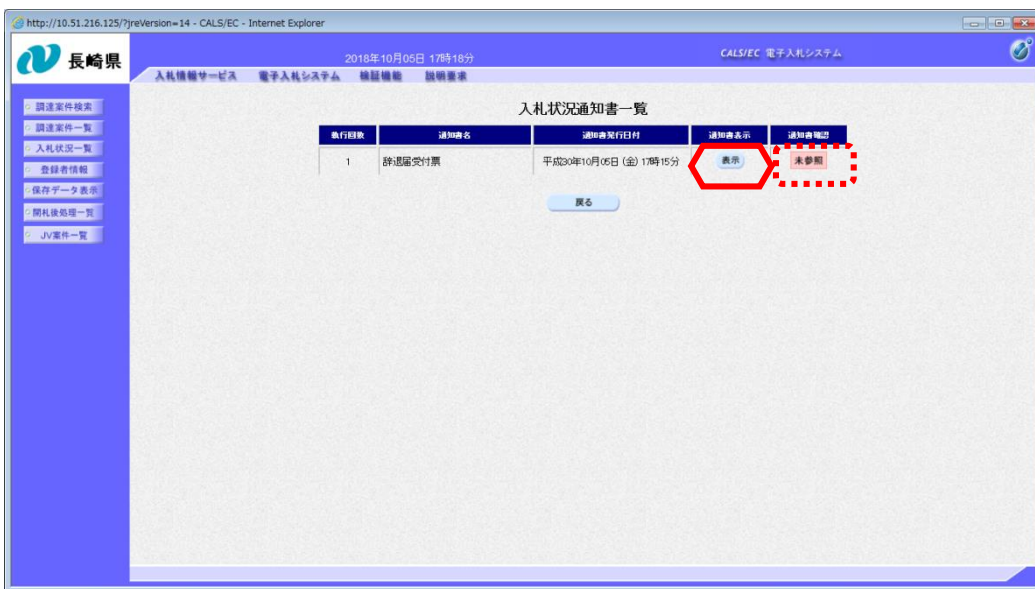 http://10.51.216.125/?jreVersion=14 - CALS/EC - Internet Explorer
長崎県
2018年10月05日 17時18分
CALS/EC 電子入札システム
入札情報サービス 電子入札システム 検証機能 説明要求
調達案件検索
調達案件一覧
入札状況一覧
登録者情報
保存データ表示
開札後処理一覧
JV案件一覧
入札状況通知書一覧
執行回数 通知書名 通知書発行日付 通知書表示 通知書確認
1 辞退届受付票 平成30年10月05日 (金) 17時15分 表示 未参照
戻る